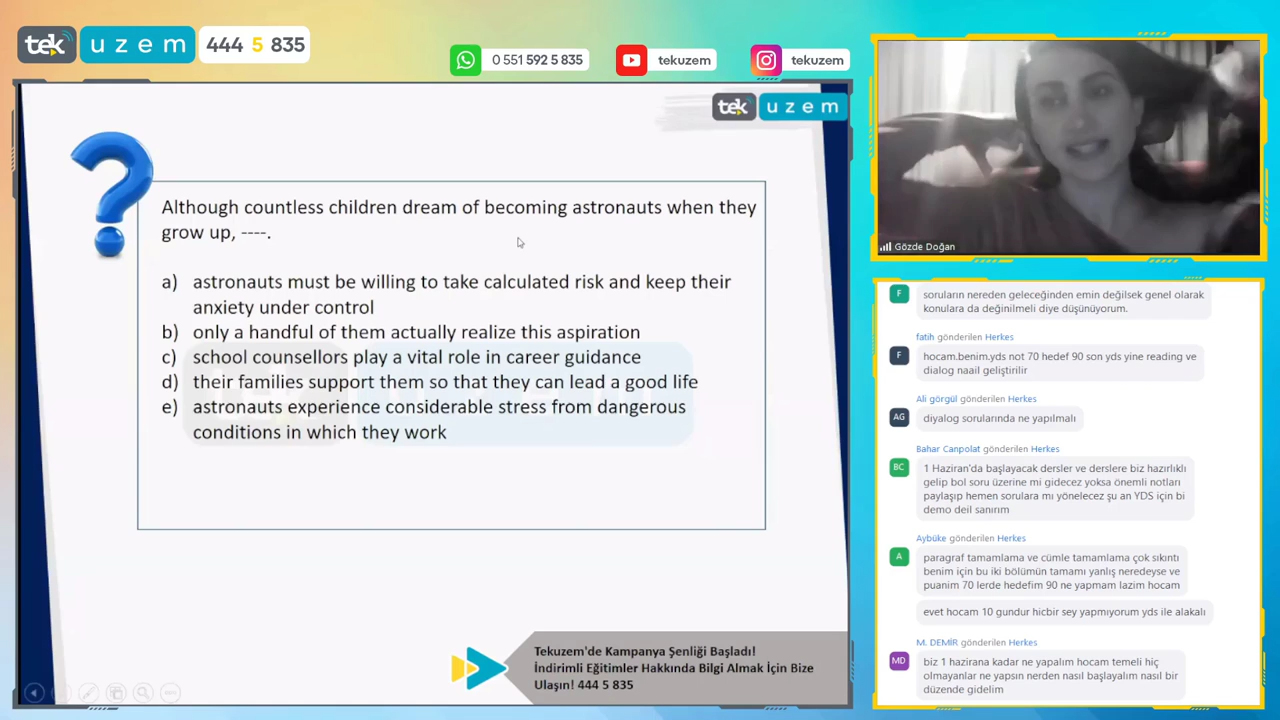 tek uzem 444 5 835
0 551 592 5 835
tekuzem
tekuzem
tek uzem
Although countless children dream of becoming astronauts when they
grow up, ----.
a) astronauts must be willing to take calculated risk and keep their
anxiety under control
b) only a handful of them actually realize this aspiration
c) school counsellors play a vital role in career guidance
d) their families support them so that they can lead a good life
e) astronauts experience considerable stress from dangerous
conditions in which they work
Tekuzem'de Kampanya Şenliği Başladı!
İndirimli Eğitimler Hakkında Bilgi Almak İçin Bize
Ulaşın! 444 5 835
Gözde Doğan
F
soruların nereden geleceğinden emin değilsek genel olarak
konulara da değinilmeli diye düşünüyorum.
fatih gönderilen Herkes
F
hocam.benim.yds not 70 hedef 90 son yds yine reading ve
dialog naail geliştirilir
Ali görgül gönderilen Herkes
AG
diyalog sorularında ne yapılmalı
Bahar Canpolat gönderilen Herkes
BC
1 Haziran'da başlayacak dersler ve derslere biz hazırlıklı
gelip bol soru üzerine mi gidecez yoksa önemli notları
paylaşıp hemen sorulara mı yönelecez şu an YDS için bi
demo deil sanırım
Aybüke gönderilen Herkes
A
paragraf tamamlama ve cümle tamamlama çok sıkıntı
benim için bu iki bölümün tamamı yanlış neredeyse ve
puanim 70 lerde hedefim 90 ne yapmam lazim hocam
evet hocam 10 gundur hicbir sey yapmıyorum yds ile alakalı
M. DEMİR gönderilen Herkes
MD
biz 1 hazirana kadar ne yapalım hocam temeli hiç
olmayanlar ne yapsın nerden nasıl başlayalım nasıl bir
düzende gidelim